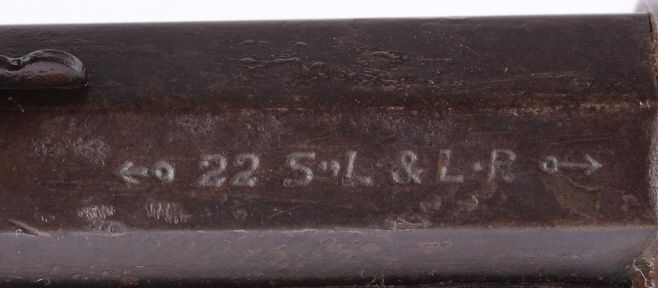 ←o 22 S·L & L·R o→